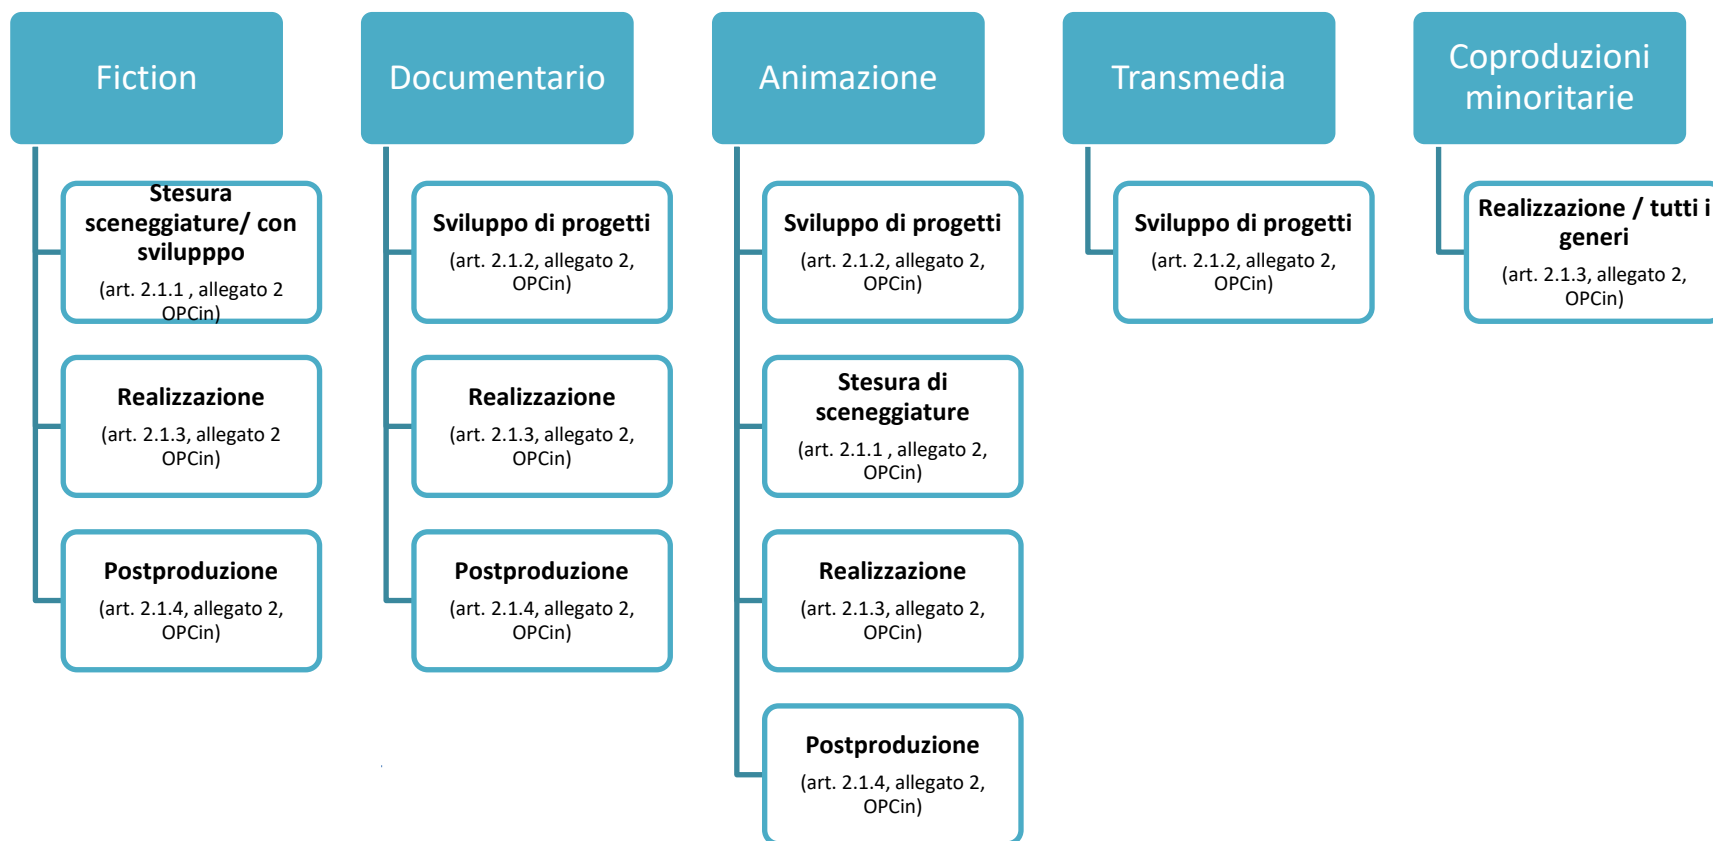 Fiction
Stesura
sceneggiature/ con
svilupppo
(art. 2.1.1 , allegato 2
OPCin)
Realizzazione
(art. 2.1.3, allegato 2
OPCin)
Postproduzione
(art. 2.1.4, allegato 2,
OPCin)
Documentario
Sviluppo di progetti
(art. 2.1.2, allegato 2,
OPCin)
Realizzazione
(art. 2.1.3, allegato 2,
OPCin)
Postproduzione
(art. 2.1.4, allegato 2,
OPCin)
Animazione
Sviluppo di progetti
(art. 2.1.2, allegato 2,
OPCin)
Stesura di
sceneggiature
(art. 2.1.1 , allegato 2,
OPCin)
Realizzazione
(art. 2.1.3, allegato 2,
OPCin)
Postproduzione
(art. 2.1.4, allegato 2,
OPCin)
Transmedia
Sviluppo di progetti
(art. 2.1.2, allegato 2,
OPCin)
Coproduzioni
minoritarie
Realizzazione / tutti i
generi
(art. 2.1.3, allegato 2,
OPCin)